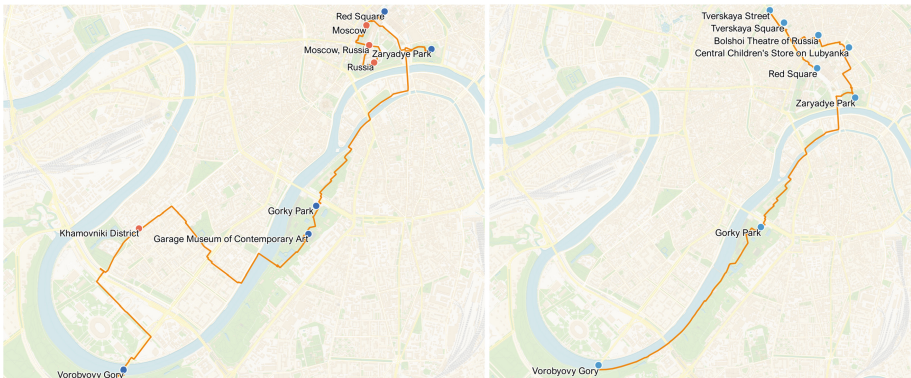 Red Square
Moscow
Moscow, Russia
Zaryadye Park
Russia
Gorky Park
Khamovniki District
Garage Museum of Contemporary Art
Vorobyovy Gory
Tverskaya Street
Tverskaya Square
Bolshoi Theatre of Russia
Central Children's Store on Lubyanka
Red Square
Zaryadye Park
Gorky Park
Vorobyovy Gory